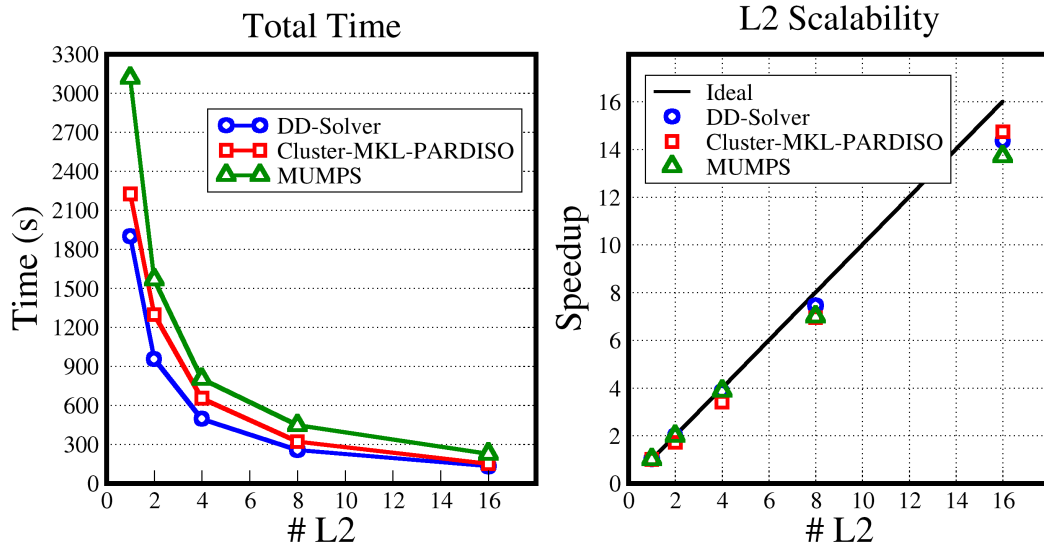 Total Time
3300
3000
2700
2400
2100
1800
1500
1200
900
600
300
0
Time (s)
DD-Solver
Cluster-MKL-PARDISO
MUMPS
0 2 4 6 8 10 12 14 16
# L2
L2 Scalability
16
14
12
10
8
6
4
2
0
Speedup
Ideal
DD-Solver
Cluster-MKL-PARDISO
MUMPS
0 2 4 6 8 10 12 14 16
# L2